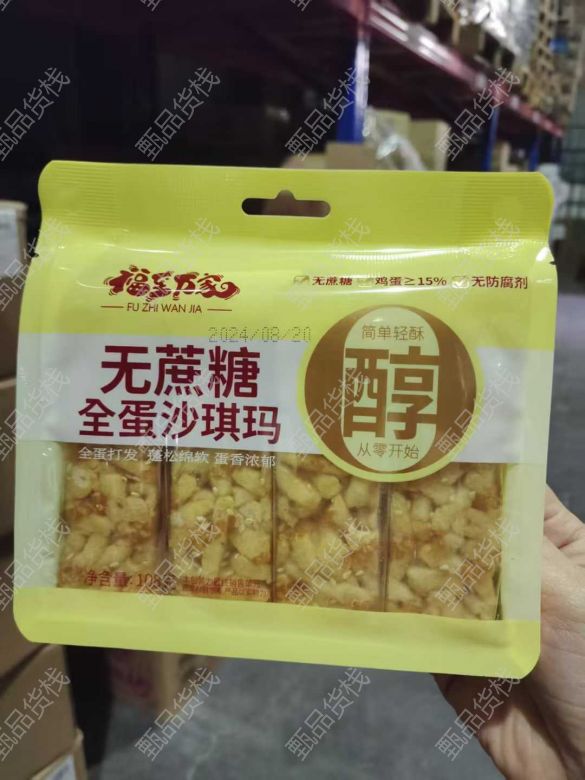 福至万家
FU ZHI WAN JIA
无蔗糖 鸡蛋≥15% 无防腐剂
2024/08/20
无蔗糖
全蛋沙琪玛
全蛋打发 蓬松绵软 蛋香浓郁
简单轻酥
醇
从零开始
净含量:
甄品货栈